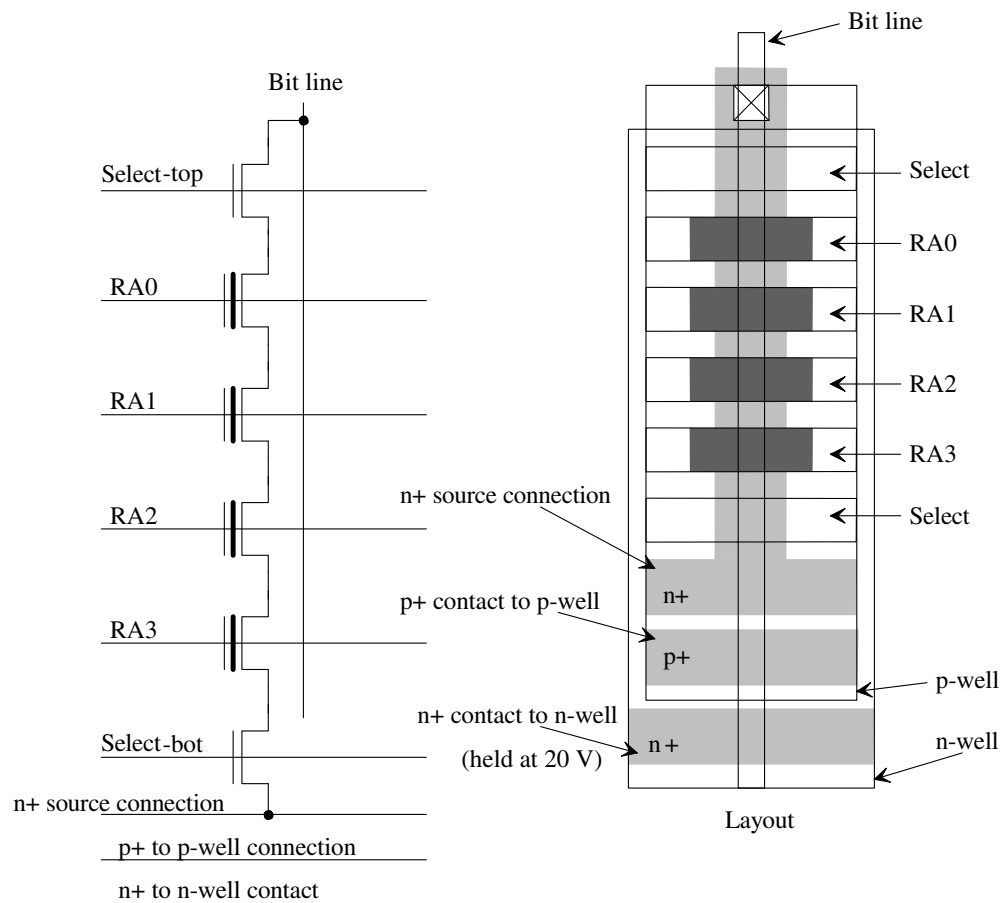 Bit line
Select-top
RA0
RA1
RA2
RA3
Select-bot
n+ source connection
p+ to p-well connection
n+ to n-well contact
Bit line
Select
RA0
RA1
RA2
RA3
Select
n+ source connection
n+
p+ contact to p-well
p+
p-well
n+ contact to n-well
(held at 20 V)
n+
n-well
Layout